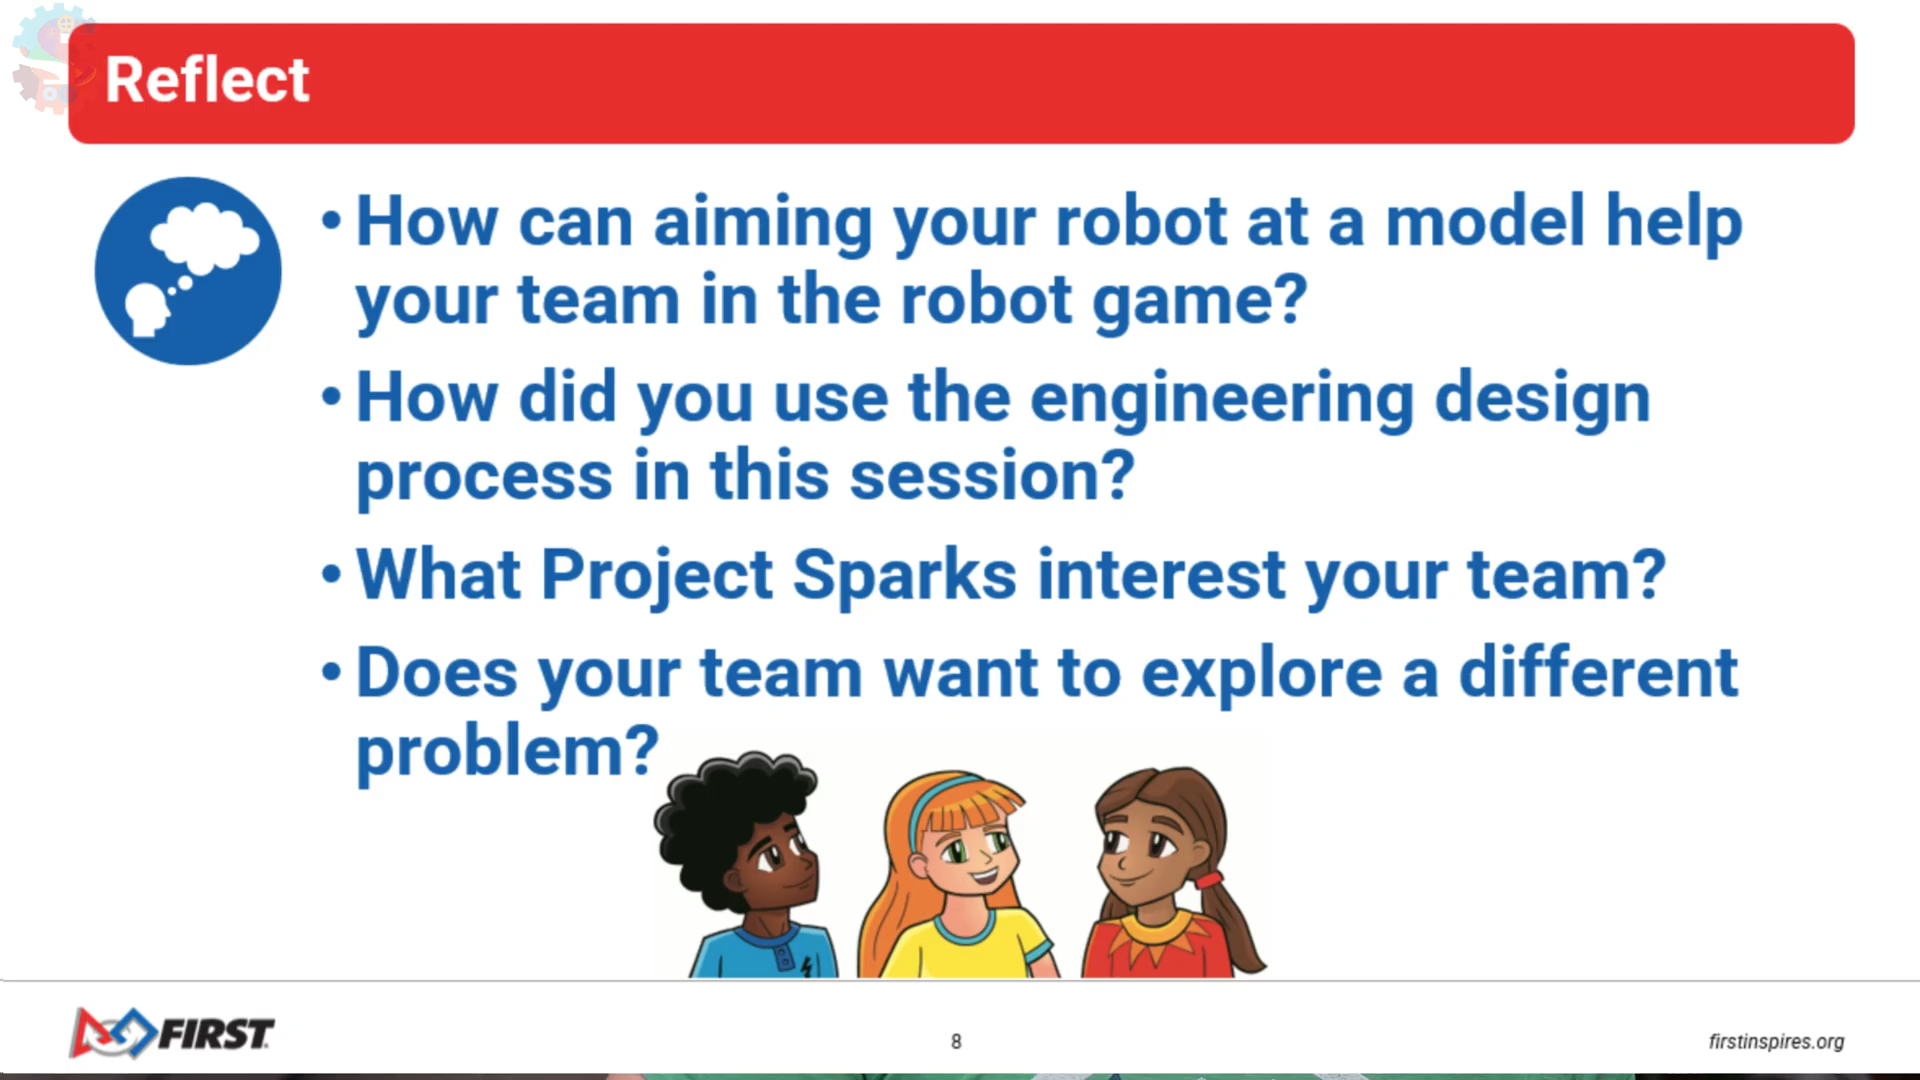 Reflect
• How can aiming your robot at a model help
your team in the robot game?
• How did you use the engineering design
process in this session?
• What Project Sparks interest your team?
• Does your team want to explore a different
problem?
FIRST
8
firstinspires.org